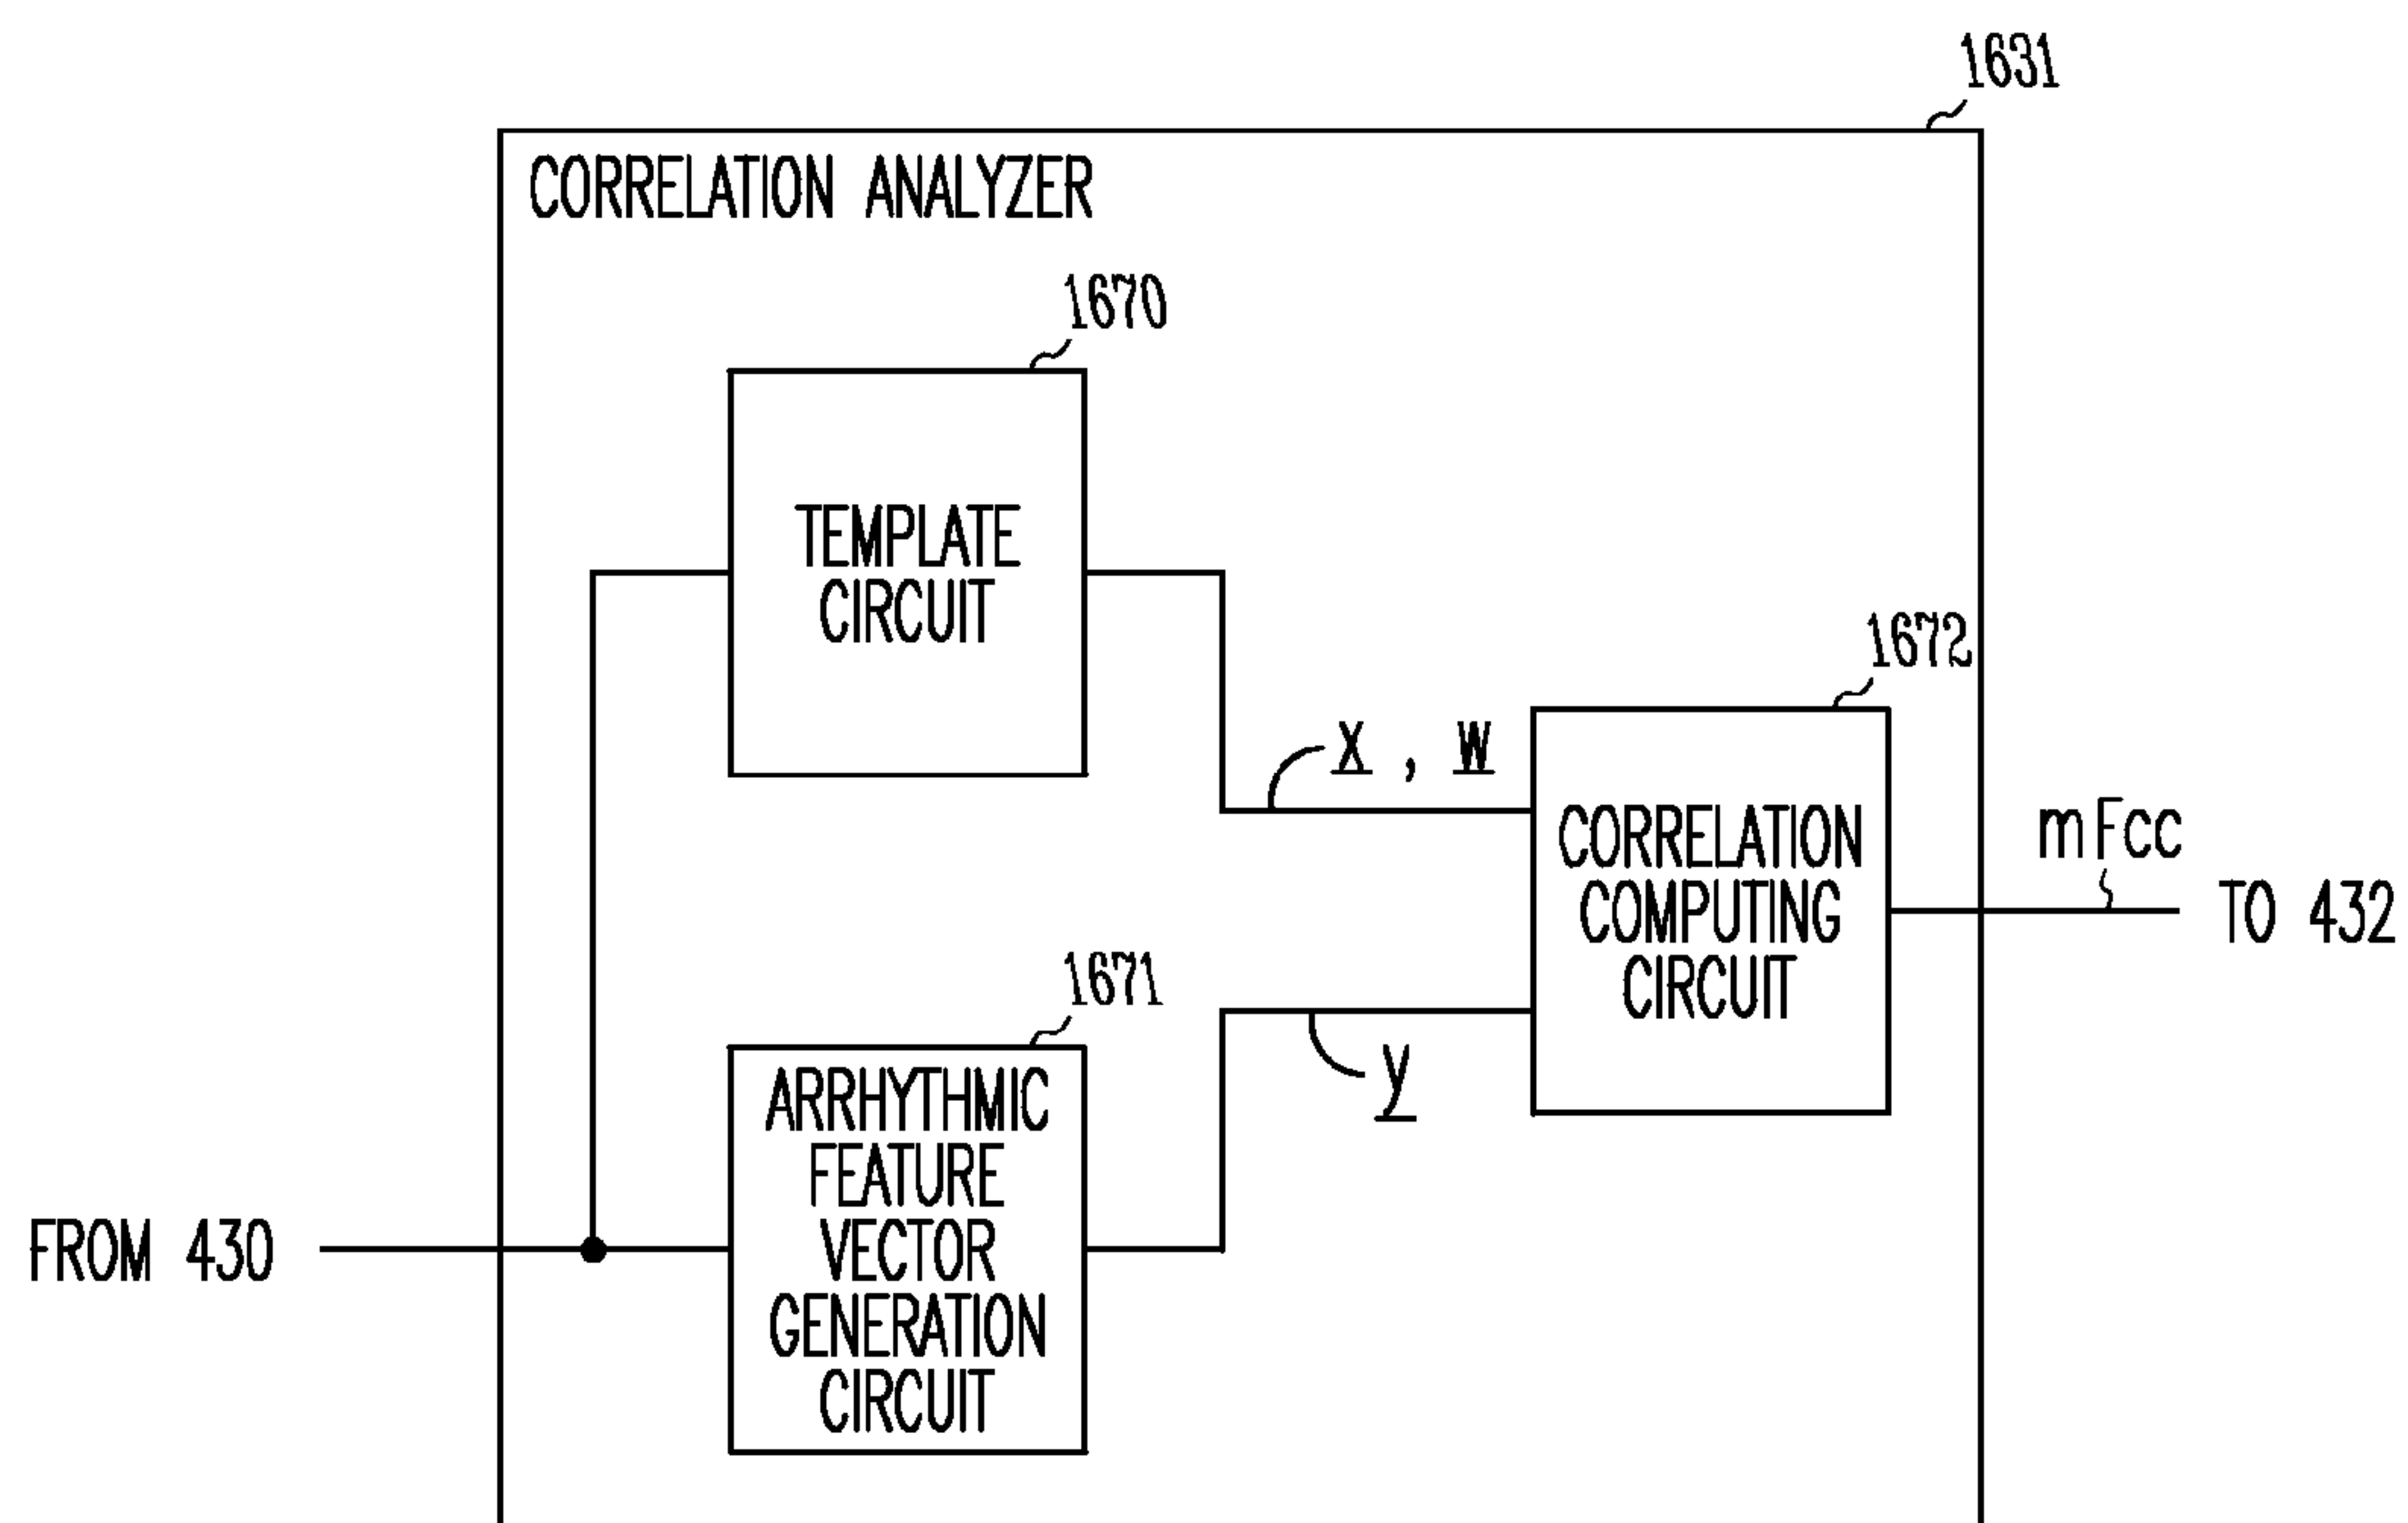 1631
CORRELATION ANALYZER
1670
TEMPLATE
CIRCUIT
1672
x , w
CORRELATION
COMPUTING
CIRCUIT
mFcc
TO 432
1671
y
ARRHYTHMIC
FEATURE
VECTOR
GENERATION
CIRCUIT
FROM 430